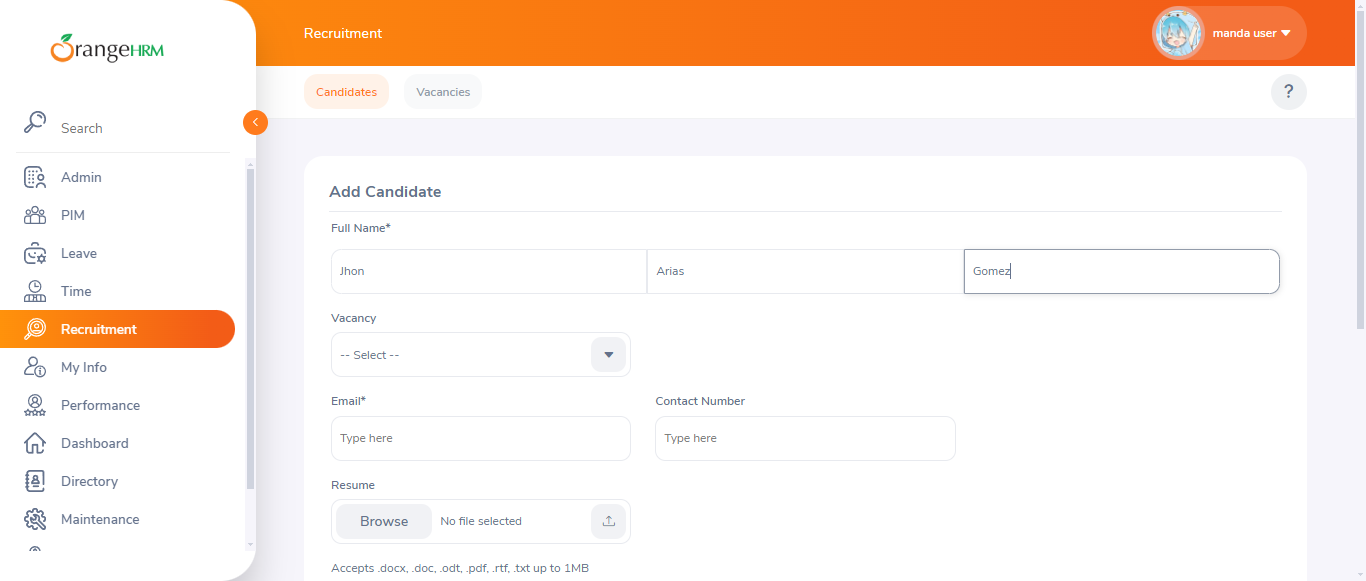 OrangeHRM
Recruitment
manda user
Candidates
Vacancies
?
Search
Admin
PIM
Leave
Time
Recruitment
My Info
Performance
Dashboard
Directory
Maintenance
Add Candidate
Full Name*
Jhon Arias Gomez
Vacancy
-- Select --
Email* Contact Number
Type here Type here
Resume
Browse No file selected
Accepts .docx, .doc, .odt, .pdf, .rtf, .txt up to 1MB